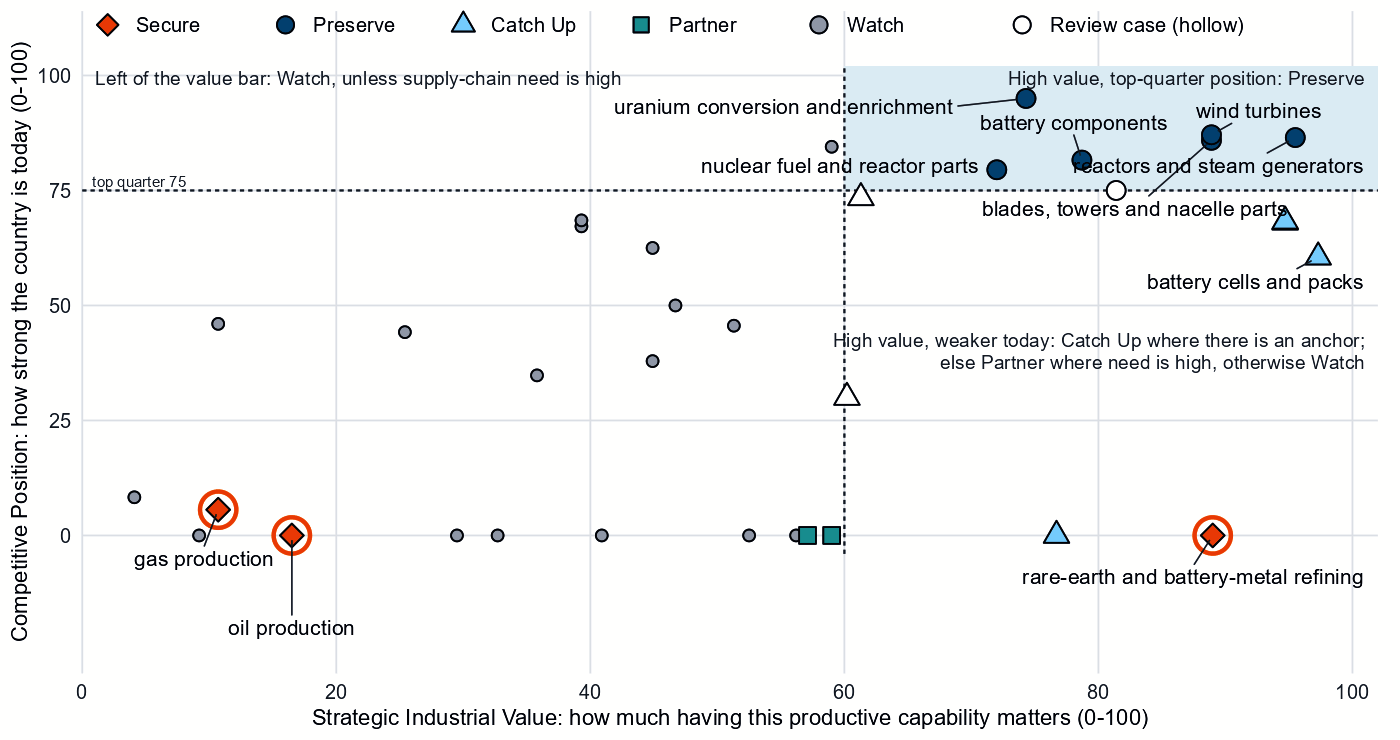 Secure
Preserve
Catch Up
Partner
Watch
Review case (hollow)
Competitive Position: how strong the country is today (0-100)
100
75
50
25
0
Left of the value bar: Watch, unless supply-chain need is high
High value, top-quarter position: Preserve
uranium conversion and enrichment
wind turbines
battery components
nuclear fuel and reactor parts
reactors and steam generators
top quarter 75
blades, towers and nacelle parts
battery cells and packs
High value, weaker today: Catch Up where there is an anchor;
else Partner where need is high, otherwise Watch
gas production
rare-earth and battery-metal refining
oil production
0
20
40
60
80
100
Strategic Industrial Value: how much having this productive capability matters (0-100)